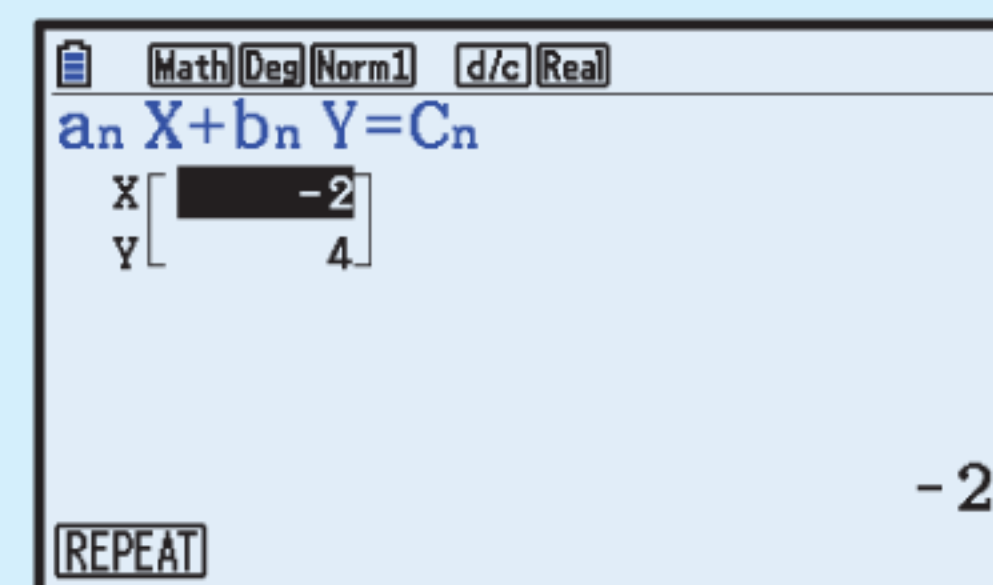 Math Deg Norm1 d/c Real
an X+bn Y=Cn
X[ -2]
Y[ 4]
-2
REPEAT